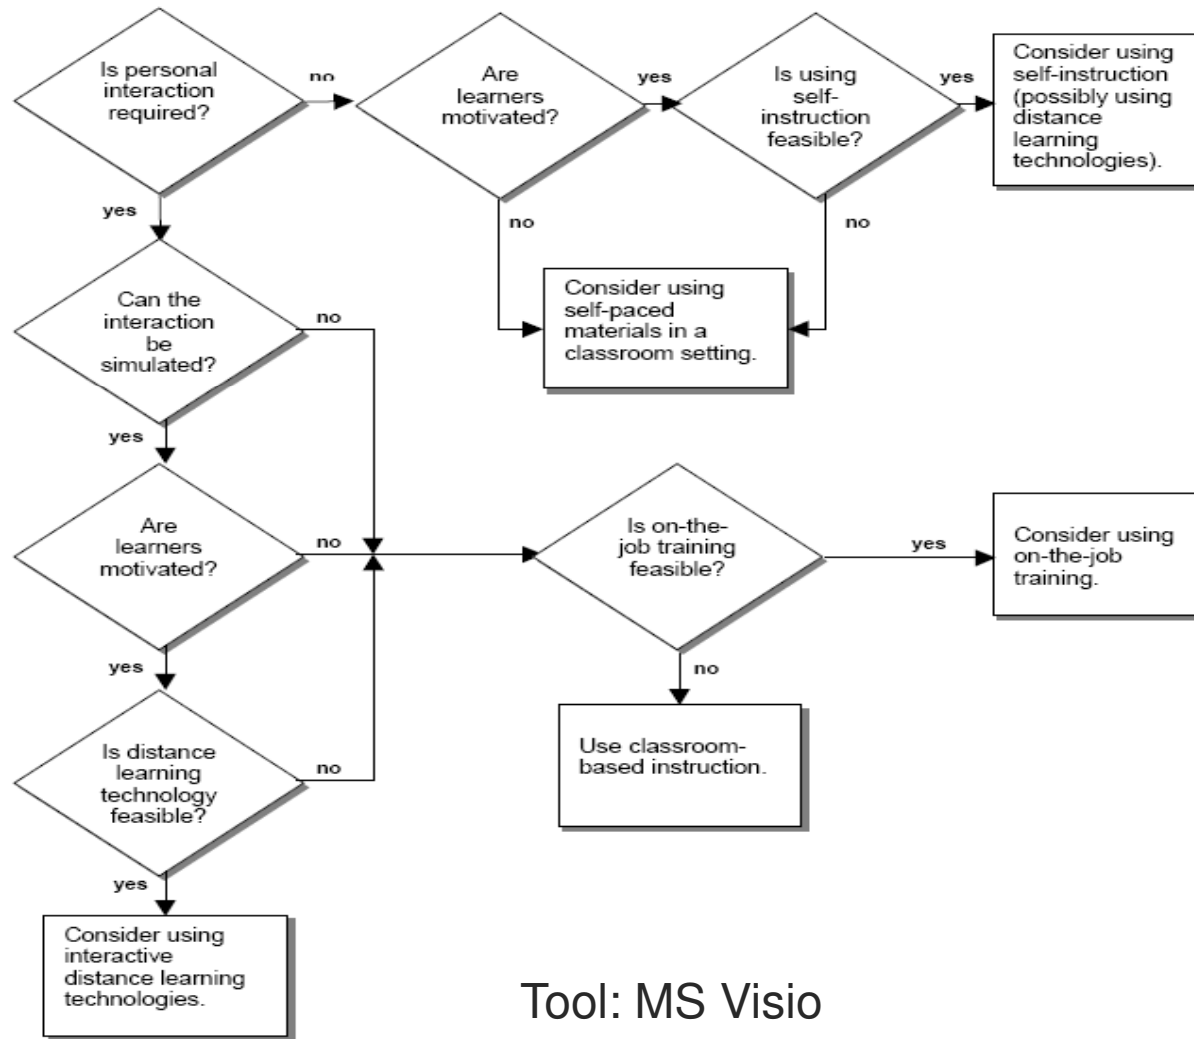 Is personal
interaction
required?
no
Are
learners
motivated?
yes
Is using
self-
instruction
feasible?
yes
Consider using
self-instruction
(possibly using
distance
learning
technologies).
yes
no
no
Consider using
self-paced
materials in a
classroom setting.
Can the
interaction
be
simulated?
no
yes
Are
learners
motivated?
no
Is on-the-
job training
feasible?
yes
Consider using
on-the-job
training.
yes
no
Use classroom-
based instruction.
Is distance
learning
technology
feasible?
no
yes
Consider using
interactive
distance learning
technologies.
Tool: MS Visio